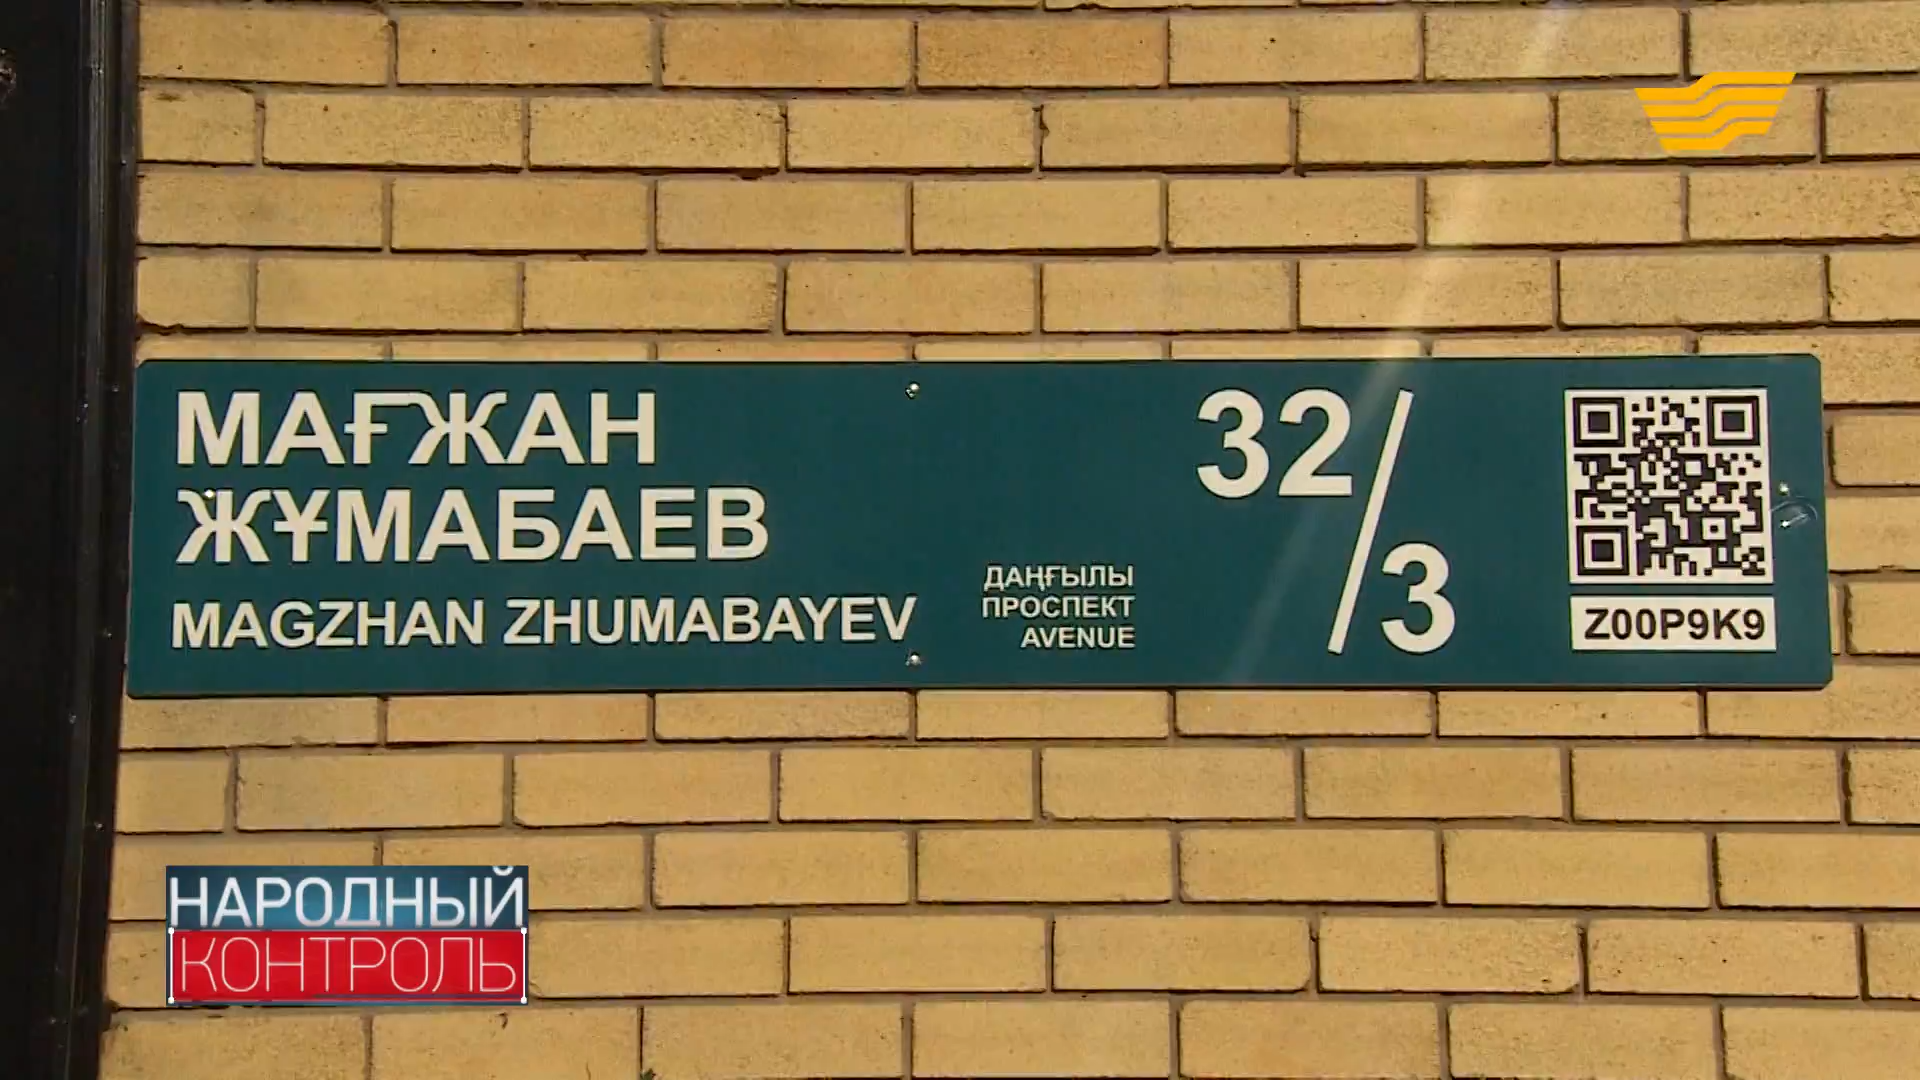 МАҒЖАН
ЖҰМАБАЕВ
MAGZHAN ZHUMABAYEV
ДАҢҒЫЛЫ
ПРОСПЕКТ
AVENUE
32/3
Z00P9K9
НАРОДНЫЙ
КОНТРОЛЬ